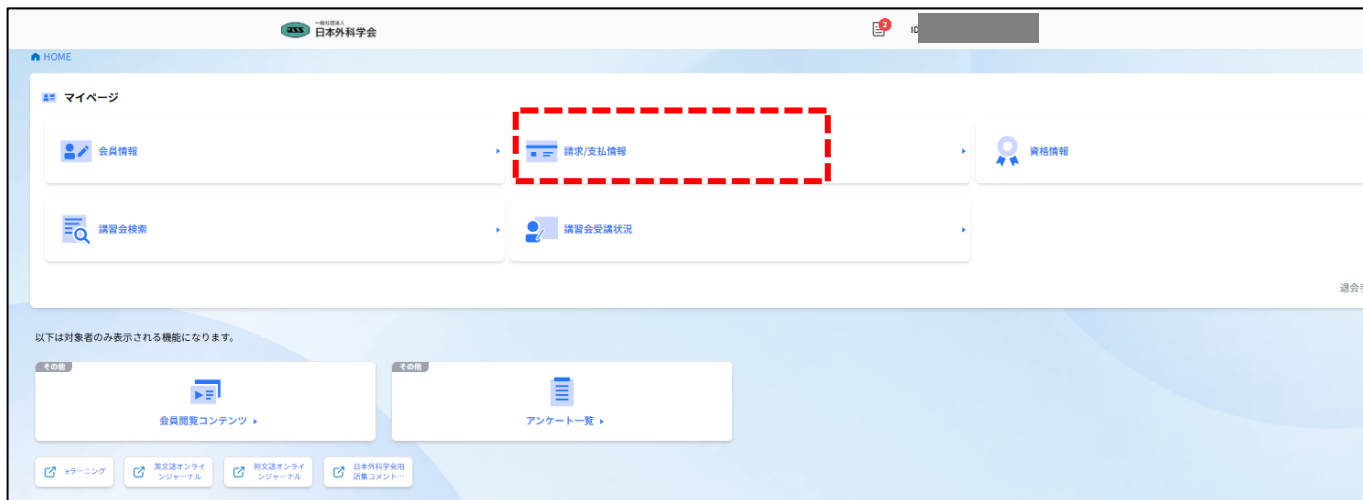 一般社団法人
JSS 日本外科学会
2
ID
HOME
マイページ
会員情報
請求/支払情報
資格情報
講習会検索
講習会受講状況
退会手
以下は対象者のみ表示される機能になります。
その他
会員閲覧コンテンツ
その他
アンケート一覧
eラーニング
英文誌オンライ
ンジャーナル
邦文誌オンライ
ンジャーナル
日本外科学会用
語集コメント…